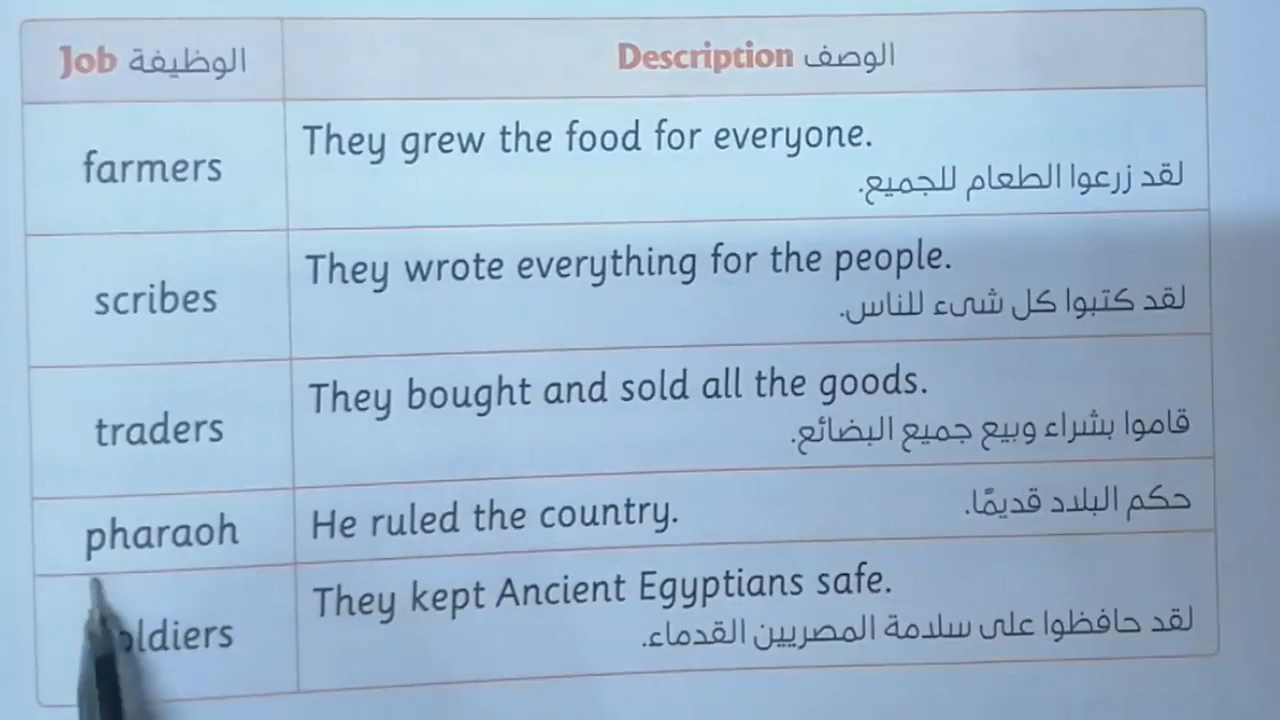 Job الوظيفة
Description الوصف
farmers
They grew the food for everyone.
لقد زرعوا الطعام للجميع.
scribes
They wrote everything for the people.
لقد كتبوا كل شىء للناس.
traders
They bought and sold all the goods.
قاموا بشراء وبيع جميع البضائع.
pharaoh
He ruled the country.
حكم البلاد قديمًا.
oldiers
They kept Ancient Egyptians safe.
لقد حافظوا على سلامة المصريين القدماء.